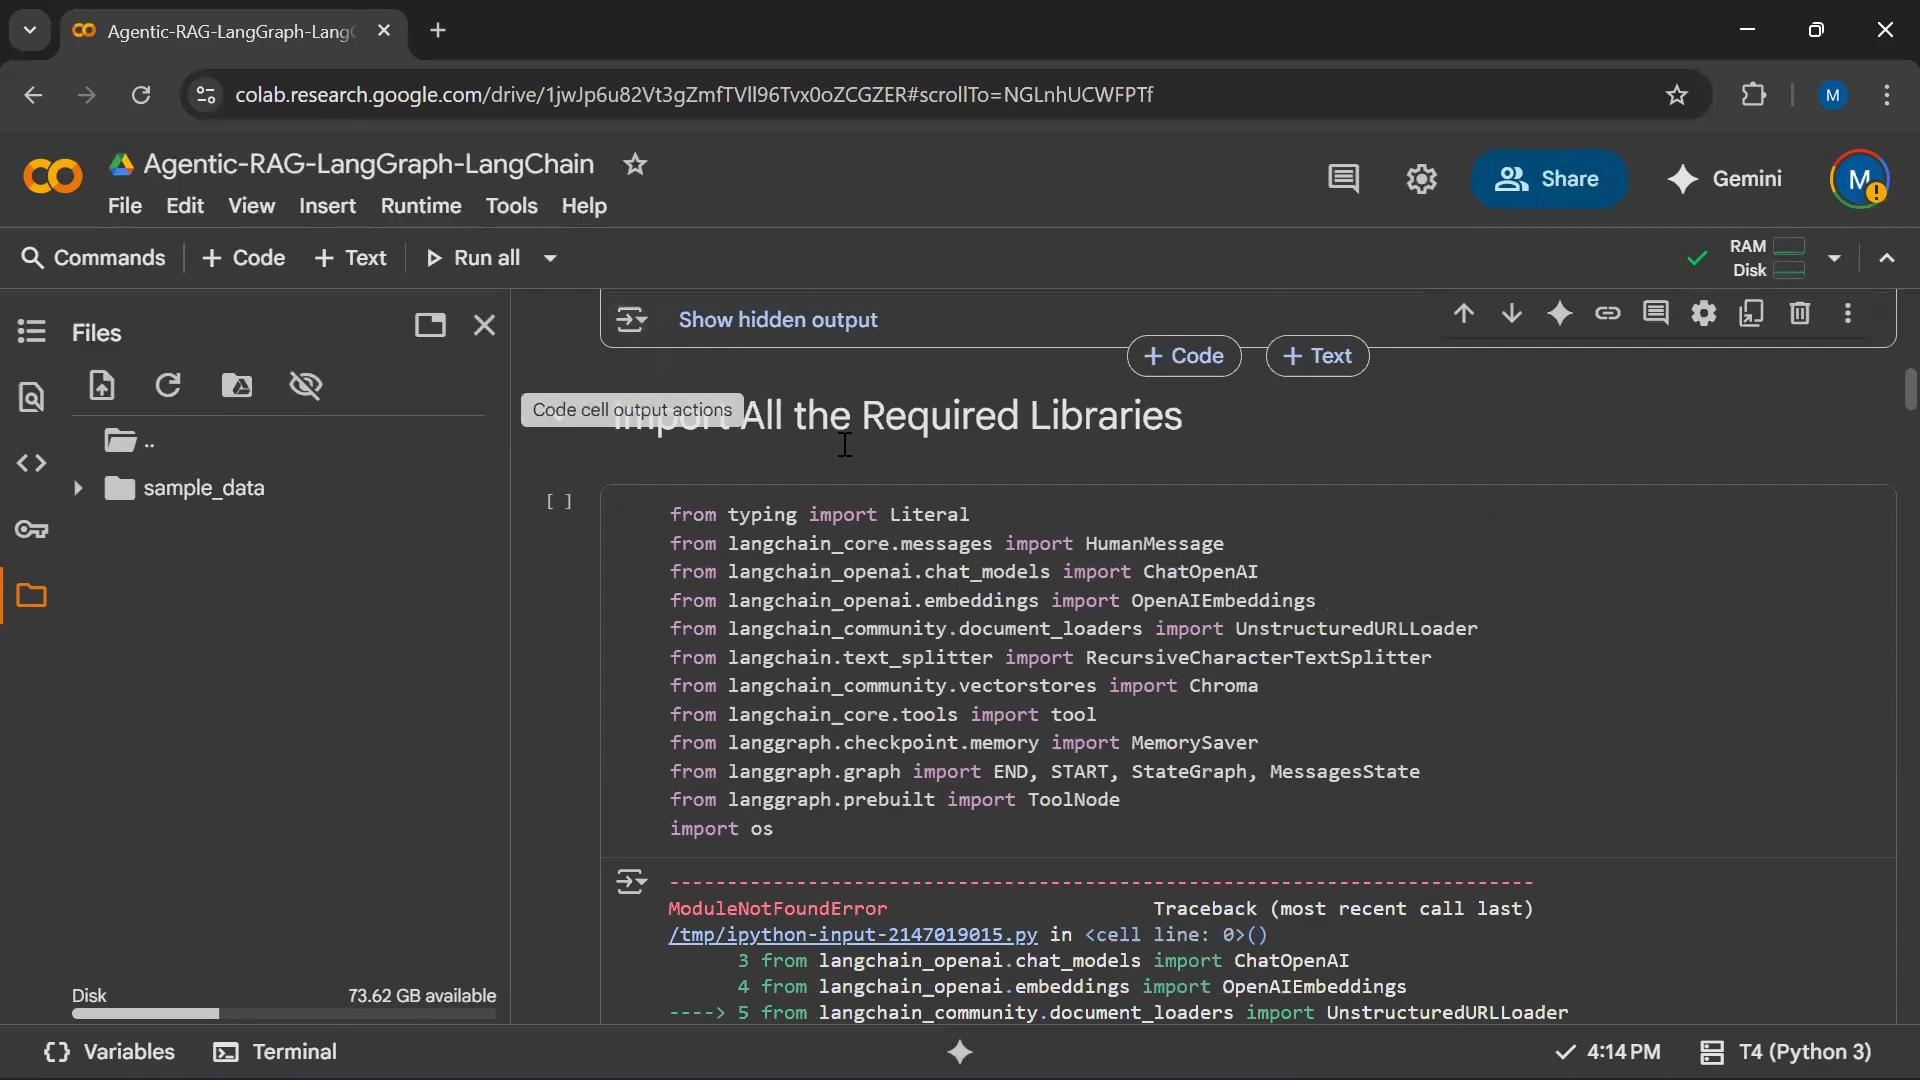 Agentic-RAG-LangGraph-Lang
colab.research.google.com/drive/1jwJp6u82Vt3gZmfTVlI96Tvx0oZCGZER#scrollTo=NGLnhUCWFPTf
M
Agentic-RAG-LangGraph-LangChain
Share
Gemini
M
File Edit View Insert Runtime Tools Help
Commands + Code + Text Run all
RAM
Disk
Files
Show hidden output
+ Code + Text
Code cell output actions
Import All the Required Libraries
..
sample_data
[ ]
from typing import Literal
from langchain_core.messages import HumanMessage
from langchain_openai.chat_models import ChatOpenAI
from langchain_openai.embeddings import OpenAIEmbeddings
from langchain_community.document_loaders import UnstructuredURLLoader
from langchain.text_splitter import RecursiveCharacterTextSplitter
from langchain_community.vectorstores import Chroma
from langchain_core.tools import tool
from langgraph.checkpoint.memory import MemorySaver
from langgraph.graph import END, START, StateGraph, MessagesState
from langgraph.prebuilt import ToolNode
import os
---------------------------------------------------------------------------
ModuleNotFoundError Traceback (most recent call last)
/tmp/ipython-input-2147019015.py in <cell line: 0>()
3 from langchain_openai.chat_models import ChatOpenAI
4 from langchain_openai.embeddings import OpenAIEmbeddings
----> 5 from langchain_community.document_loaders import UnstructuredURLLoader
Disk 73.62 GB available
Variables Terminal
4:14 PM T4 (Python 3)